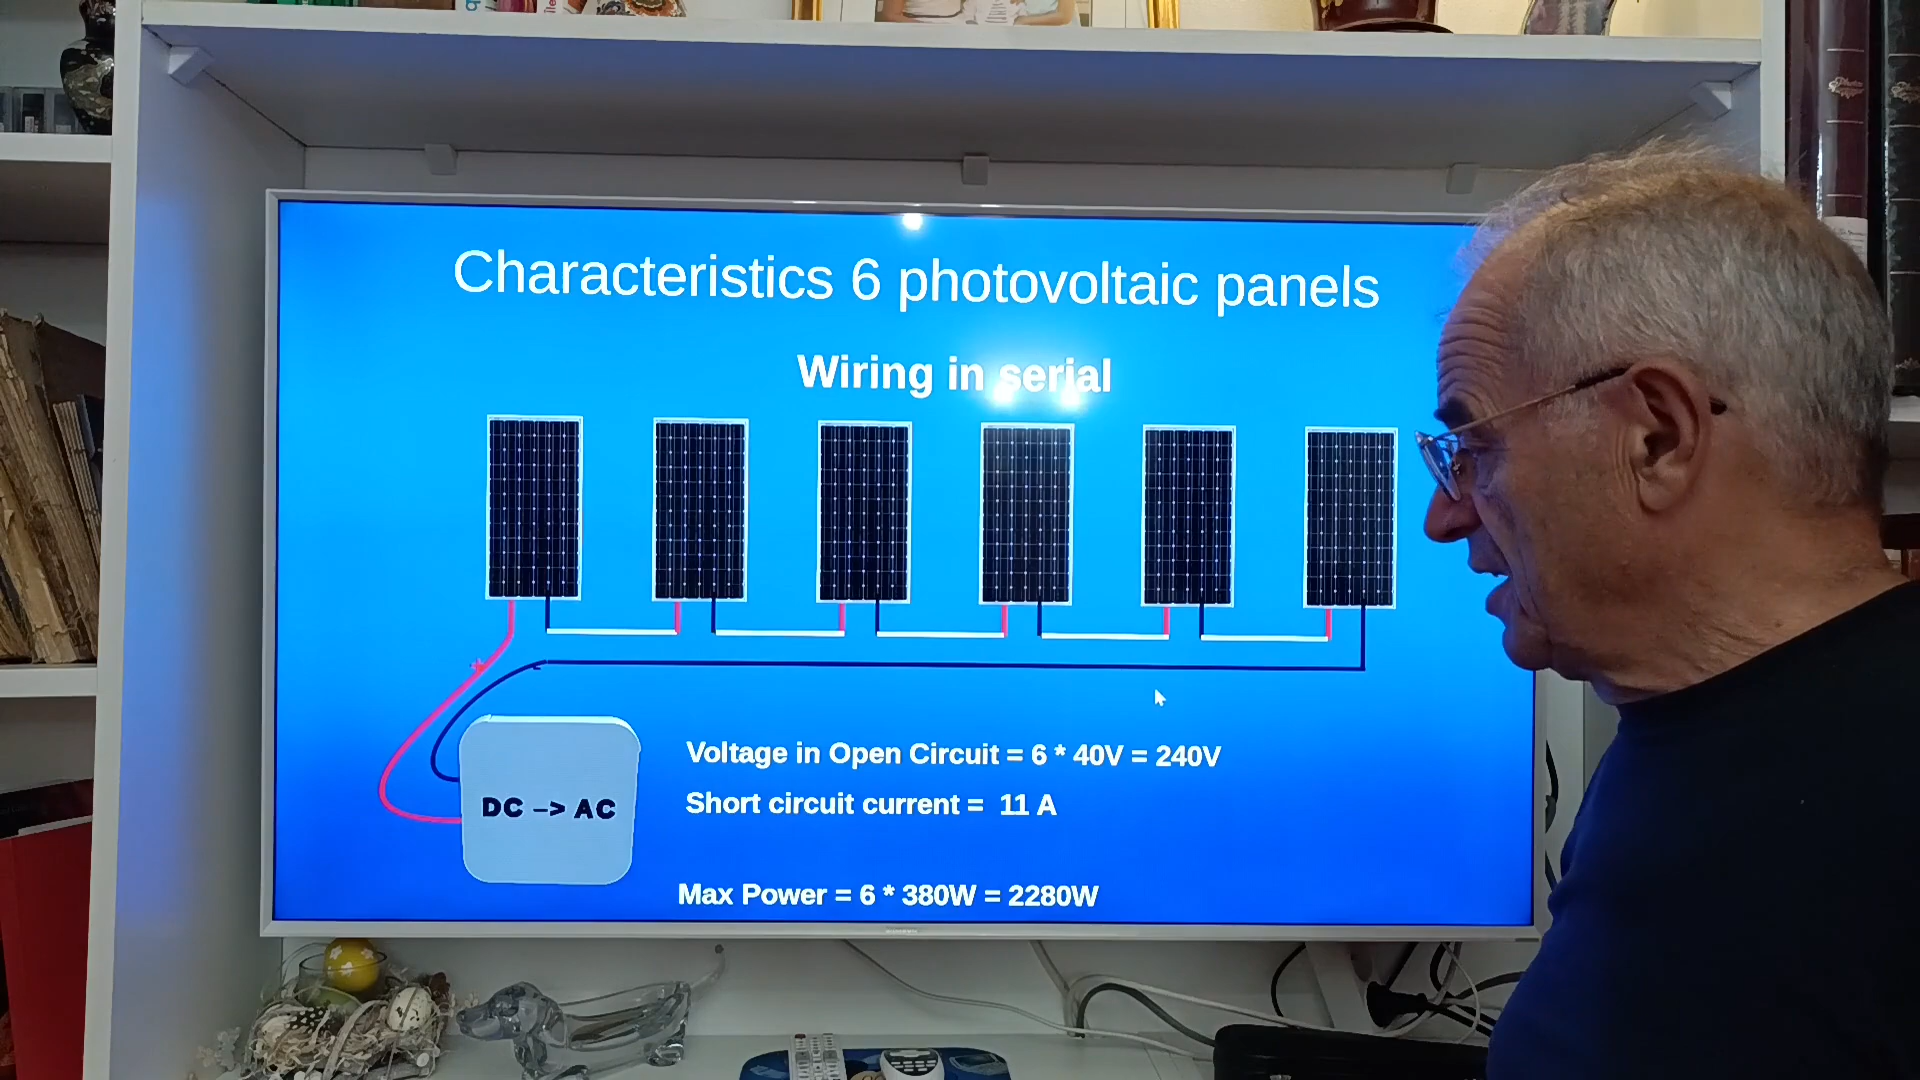 Characteristics 6 photovoltaic panels
Wiring in serial
+
-
DC –> AC
Voltage in Open Circuit = 6 * 40V = 240V
Short circuit current = 11 A
Max Power = 6 * 380W = 2280W